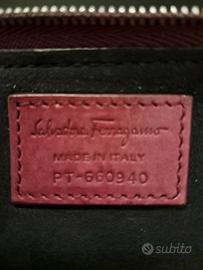 Salvatore Ferragamo
MADE IN ITALY
PT-660940
subito